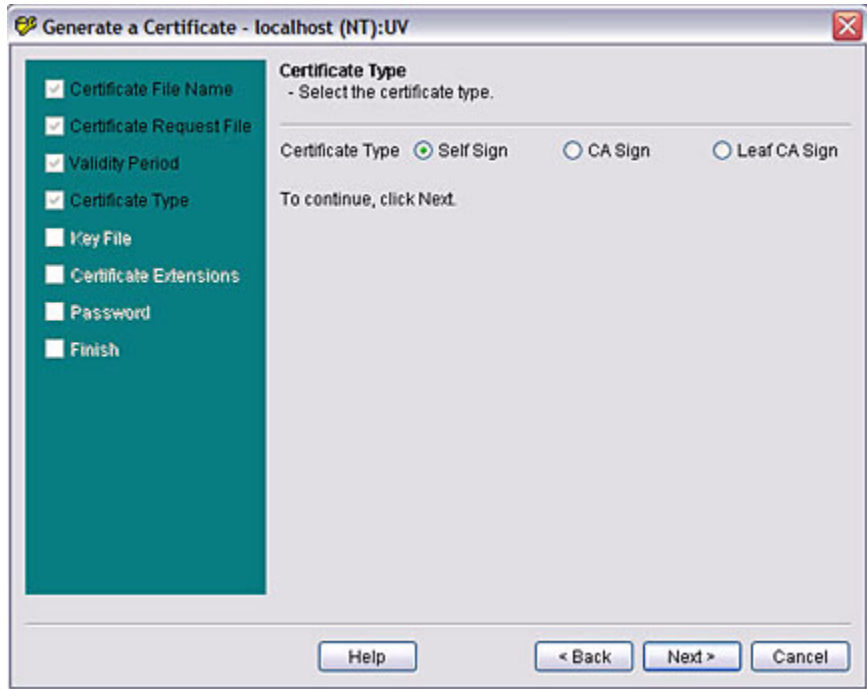 Generate a Certificate - localhost (NT):UV
Certificate File Name
Certificate Request File
Validity Period
Certificate Type
Key File
Certificate Extensions
Password
Finish
Certificate Type
- Select the certificate type.
Certificate Type Self Sign CA Sign Leaf CA Sign
To continue, click Next.
Help < Back Next > Cancel